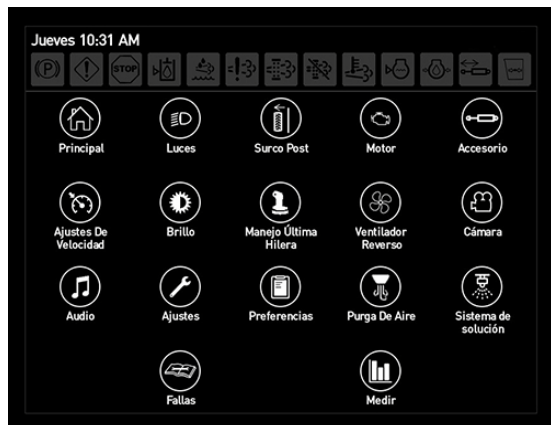 Jueves 10:31 AM
(P) STOP
Principal Luces Surco Post Motor Accesorio
Ajustes De Velocidad Brillo Manejo Última Hilera Ventilador Reverso Cámara
Audio Ajustes Preferencias Purga De Aire Sistema de solución
Fallas Medir